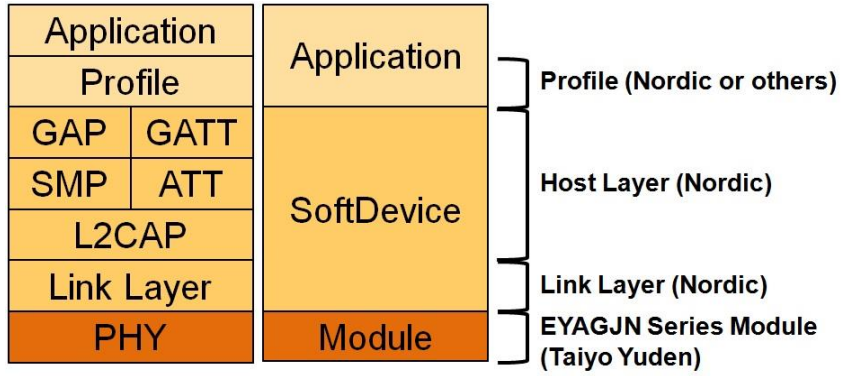 Application
Profile
GAP GATT
SMP ATT
L2CAP
Link Layer
PHY
Application
SoftDevice
Module
Profile (Nordic or others)
Host Layer (Nordic)
Link Layer (Nordic)
EYAGJN Series Module
(Taiyo Yuden)